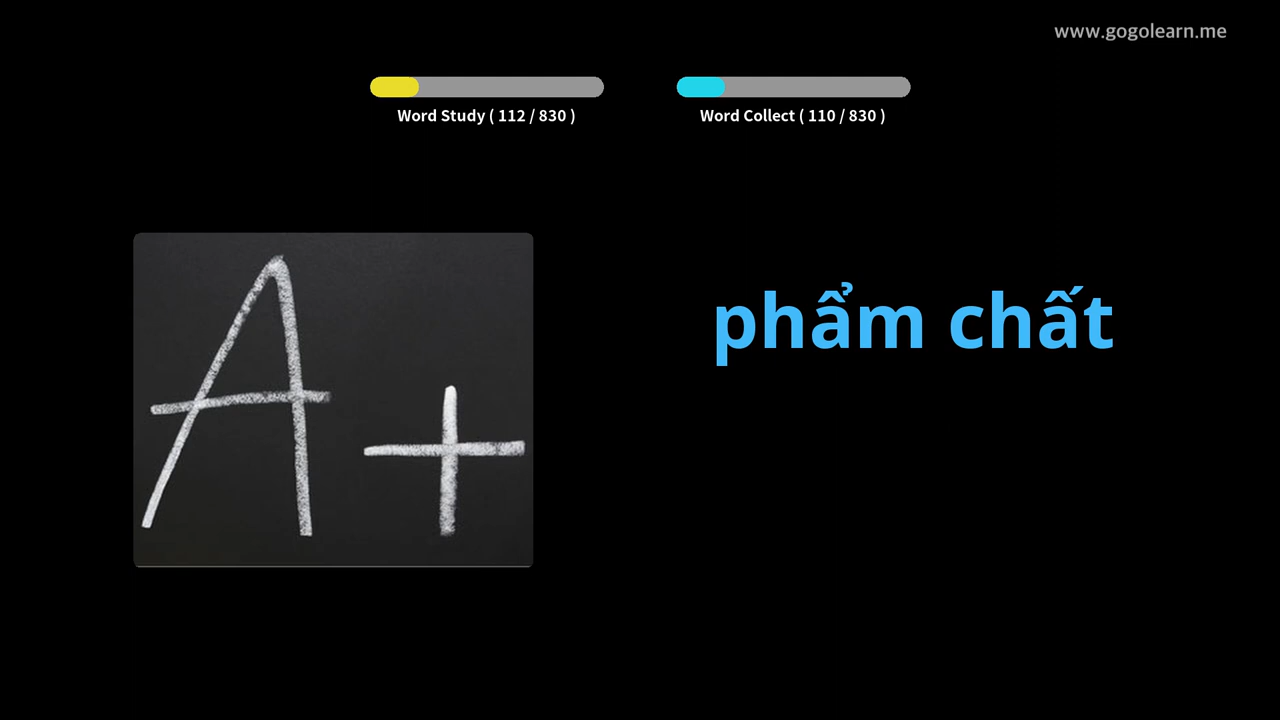 www.gogolearn.me
Word Study ( 112 / 830 )
Word Collect ( 110 / 830 )
A+
phẩm chất